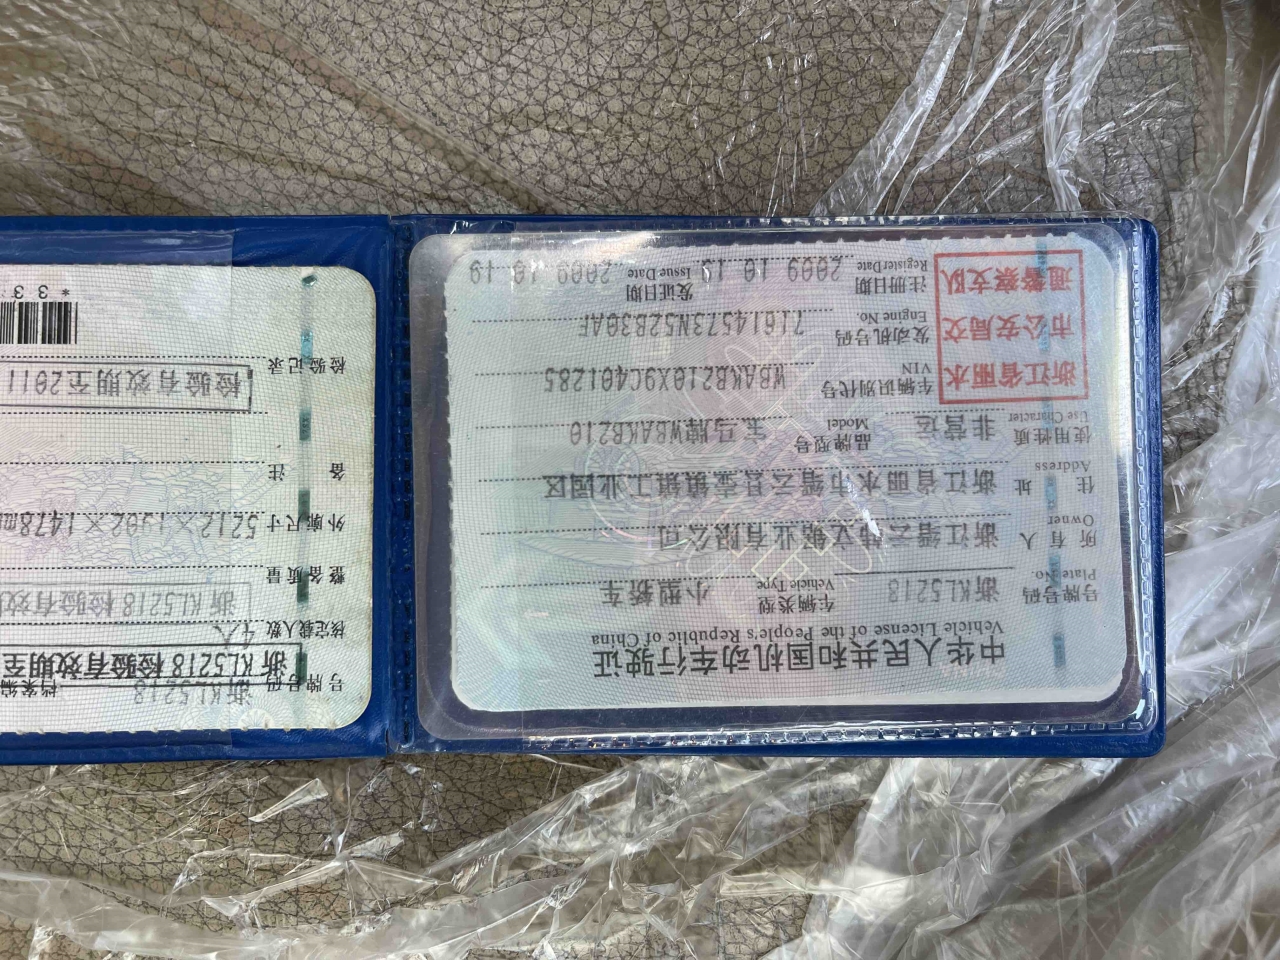 中华人民共和国机动车行驶证
Vehicle License of the People's Republic of China
号牌号码 浙KL5218 车辆类型 小型轿车
Plate No. Vehicle Type
所有人 浙江缙云独立锯业有限公司
Owner
住址 浙江省丽水市缙云县壶镇镇工业园区
Address
使用性质 非营运 品牌型号 宝马牌WBAKB210
Use Character Model
浙江省丽水
市公安局交
通警察支队
车辆识别代号 WBAKB210X9C401285
VIN
发动机号码 71614573N52B30AF
Engine No.
注册日期 2009 10 19 发证日期 2009 10 19
Register Date Issue Date
号牌号码 浙KL5218 档案编
浙KL5218 检验有效期至
核定载人数 4人
浙KL5218 检验有效
整备质量
外廓尺寸 5212×1902×1478m
备注
检验有效期至2011
检验记录
*33